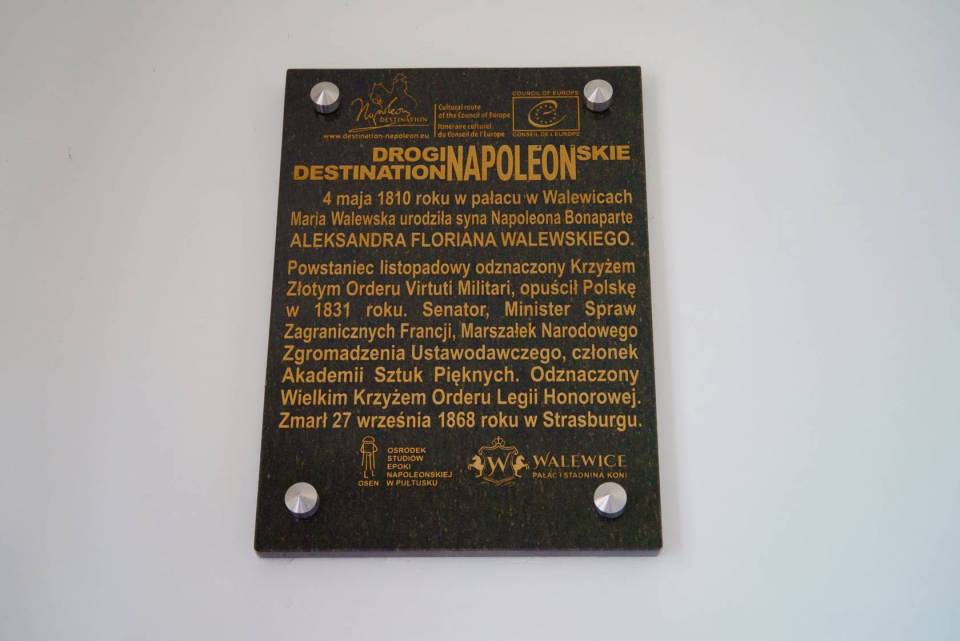 Napoleon
DESTINATION
www.destination-napoleon.eu
Cultural route
of the Council of Europe
Itinéraire culturel
du Conseil de l'Europe
COUNCIL OF EUROPE
CONSEIL DE L'EUROPE
DROGI NAPOLEONSKIE
DESTINATION
4 maja 1810 roku w pałacu w Walewicach
Maria Walewska urodziła syna Napoleona Bonaparte
ALEKSANDRA FLORIANA WALEWSKIEGO.
Powstaniec listopadowy odznaczony Krzyżem
Złotym Orderu Virtuti Militari, opuścił Polskę
w 1831 roku. Senator, Minister Spraw
Zagranicznych Francji, Marszałek Narodowego
Zgromadzenia Ustawodawczego, członek
Akademii Sztuk Pięknych. Odznaczony
Wielkim Krzyżem Orderu Legii Honorowej.
Zmarł 27 września 1868 roku w Strasburgu.
OSEN
OSRODEK
STUDIÓW
EPOKI
NAPOLEOŃSKIEJ
W PUŁTUSKU
W
WALEWICE
PAŁAC I STADNINA KONI